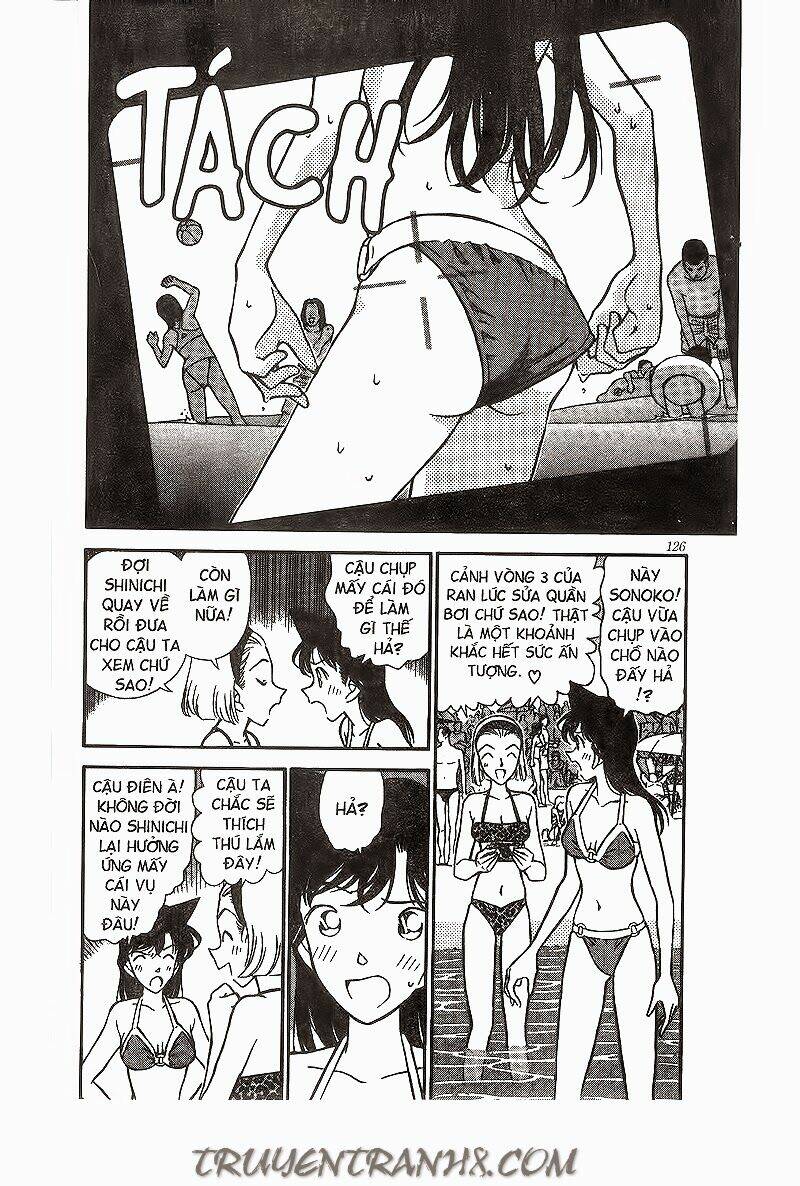 TÁCH
126
NÀY
SONOKO!
CẬU VỪA
CHỤP VÀO
CHỖ NÀO
ĐẤY HẢ
!?
CẢNH VÒNG 3 CỦA
RAN LÚC SỬA QUẦN
BƠI CHỨ SAO! THẬT
LÀ MỘT KHOẢNH
KHẮC HẾT SỨC ẤN
TƯỢNG. ♡
CẬU CHỤP
MẤY CÁI ĐÓ
ĐỂ LÀM
GÌ THẾ
HẢ?
CÒN
LÀM GÌ
NỮA!
ĐỢI
SHINICHI
QUAY VỀ
RỒI ĐƯA
CHO CẬU TA
XEM CHỨ
SAO!
HẢ?
CẬU TA
CHẮC SẼ
THÍCH
THÚ LẮM
ĐÂY!
CẬU ĐIÊN À!
KHÔNG ĐỜI
NÀO SHINICHI
LẠI HƯỞNG
ỨNG MẤY
CÁI VỤ
NÀY
ĐÂU!
TRUYENTRANH8.COM